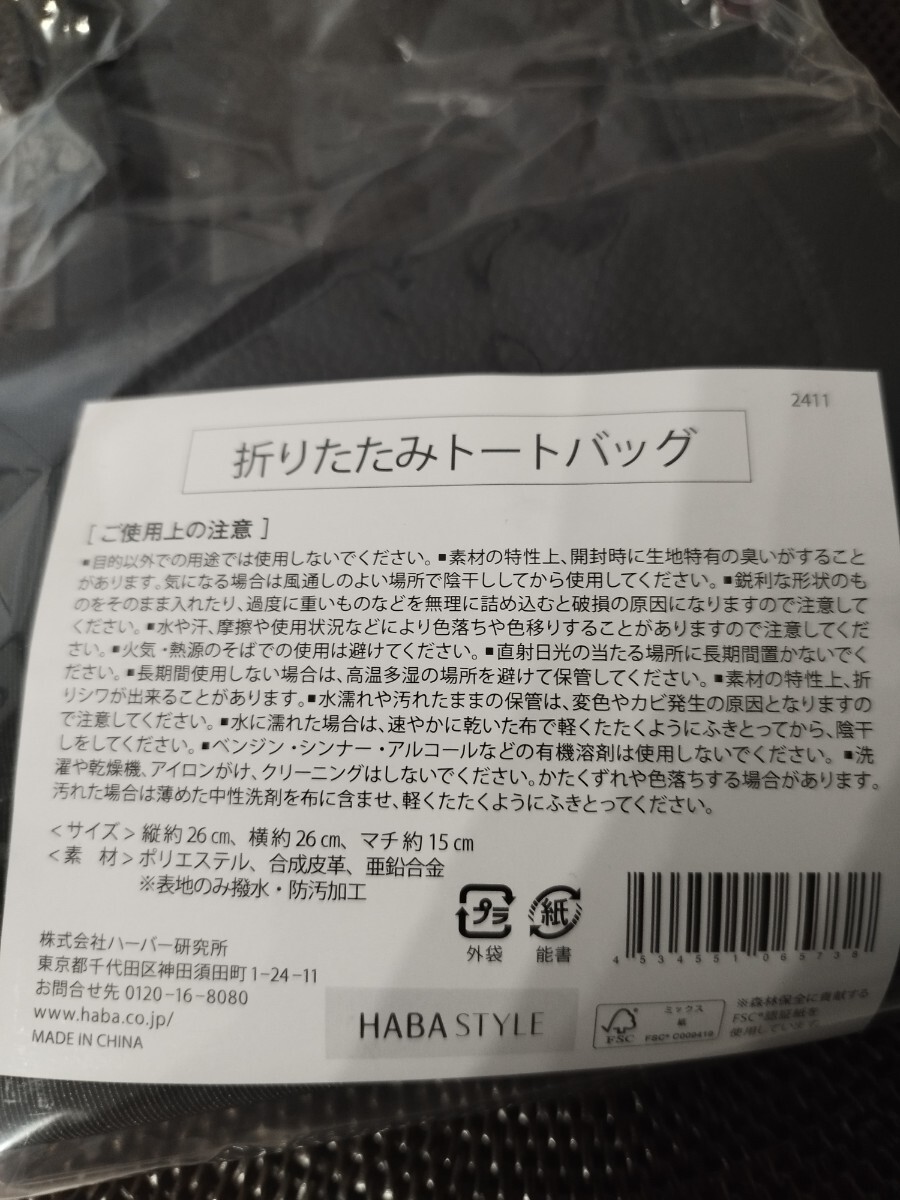 2411
折りたたみトートバッグ
[ご使用上の注意]
■目的以外での用途では使用しないでください。■素材の特性上、開封時に生地特有の臭いがすること
があります。気になる場合は風通しのよい場所で陰干ししてから使用してください。■鋭利な形状のも
のをそのまま入れたり、過度に重いものなどを無理に詰め込むと破損の原因になりますので注意して
ください。■水や汗、摩擦や使用状況などにより色落ちや色移りすることがありますので注意してくだ
さい。■火気・熱源のそばでの使用は避けてください。■直射日光の当たる場所に長期間置かないでく
ださい。■長期間使用しない場合は、高温多湿の場所を避けて保管してください。■素材の特性上、折
りシワが出来ることがあります。■水濡れや汚れたままの保管は、変色やカビ発生の原因となりますの
で注意してください。■水に濡れた場合は、速やかに乾いた布で軽くたたくようにふきとってから、陰干
しをしてください。■ベンジン・シンナー・アルコールなどの有機溶剤は使用しないでください。■洗
濯や乾燥機、アイロンがけ、クリーニングはしないでください。かたくずれや色落ちする場合があります。
汚れた場合は薄めた中性洗剤を布に含ませ、軽くたたくようにふきとってください。
<サイズ>縦約26㎝、横約26㎝、マチ約15㎝
<素 材>ポリエステル、合成皮革、亜鉛合金
※表地のみ撥水・防汚加工
プラ
外袋
紙
能書
4534551065738
株式会社ハーバー研究所
東京都千代田区神田須田町1-24-11
お問合せ先 0120-16-8080
www.haba.co.jp/
MADE IN CHINA
HABA STYLE
FSC
ミックス
紙
FSC® C009419
※森林保全に貢献する
FSC®認証紙を
使用しています。